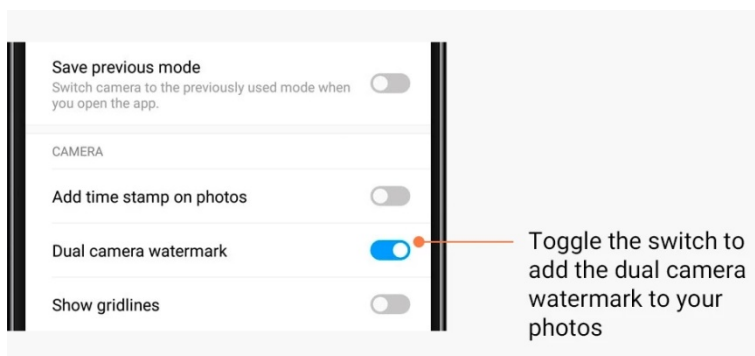 Save previous mode
Switch camera to the previously used mode when
you open the app.
CAMERA
Add time stamp on photos
Dual camera watermark
Show gridlines
Toggle the switch to
add the dual camera
watermark to your
photos